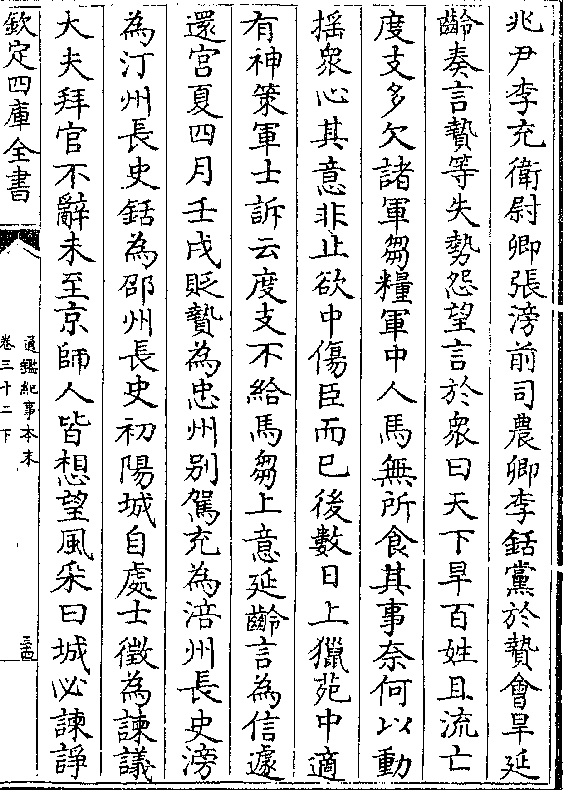 兆尹李充衛尉卿張滂前司農卿李銛黨於贄會旱延
齡奏言贄等失勢怨望言於衆曰天下旱百姓且流亡
度支多欠諸軍芻糧軍中人馬無所食其事奈何以動
揺衆心其意非止欲中傷臣而已後數日上獵苑中適
有神策軍士訴云度支不給馬芻上意延齡言為信遽
還宮夏四月壬戌貶贄為忠州别駕充為涪州長史滂
為汀州長史銛為邵州長史初陽城自處士徵為諫議
大夫拜官不辭未至京師人皆想望風采曰城必諫諍
欽定四庫全書
通鑑紀事本末
卷三十二下